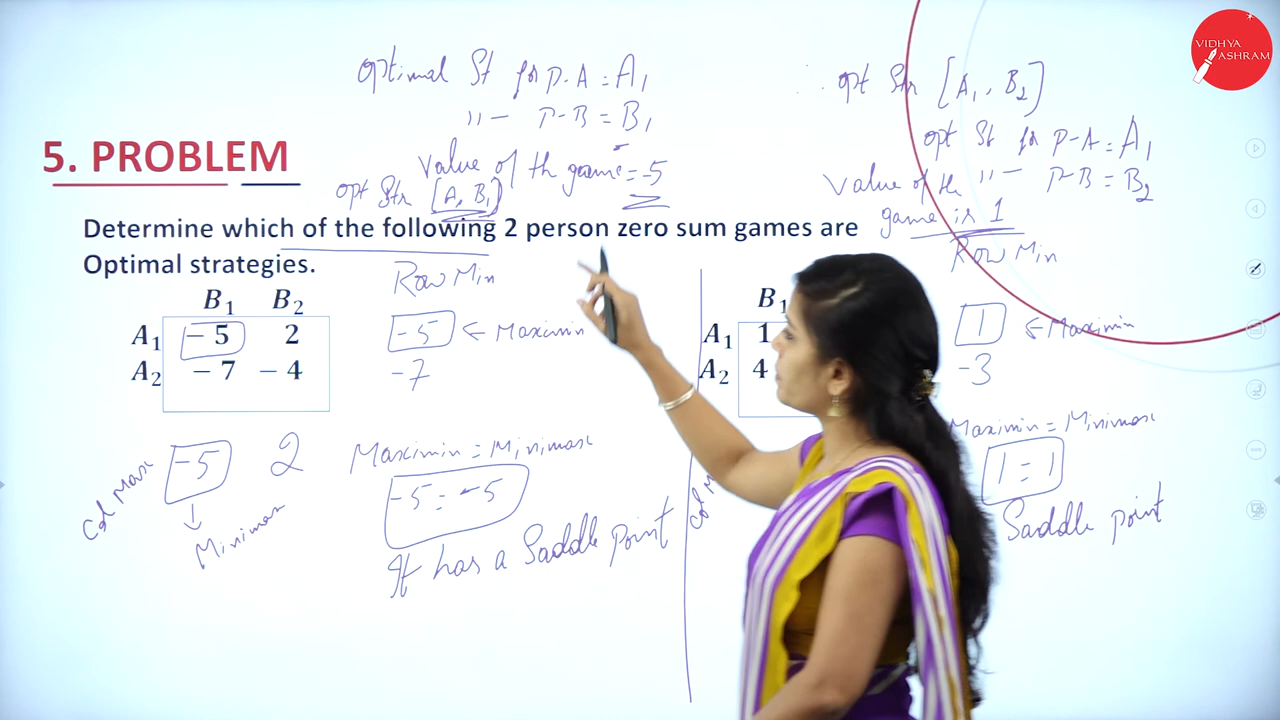 VIDHYA
ASHRAM
Optimal St for P-A = A1
"— P-B = B1
Value of th game = -5
opt Str [A, B1]
∴ opt Str [A1, B2]
opt St for P-A = A1
"— P-B = B2
Value of the
game is 1
5. PROBLEM
Determine which of the following 2 person zero sum games are
Optimal strategies.
B1 B2
A1 -5 2
A2 -7 -4
Row Min
-5 ← Maximin
-7
Col Max -5 2
↓
Minimax
Maximin = Minimax
-5 = -5
It has a Saddle point
B1
A1 1
A2 4
Row Min
1 ← Maximin
-3
Maximin = Minimax
1 = 1
Saddle point